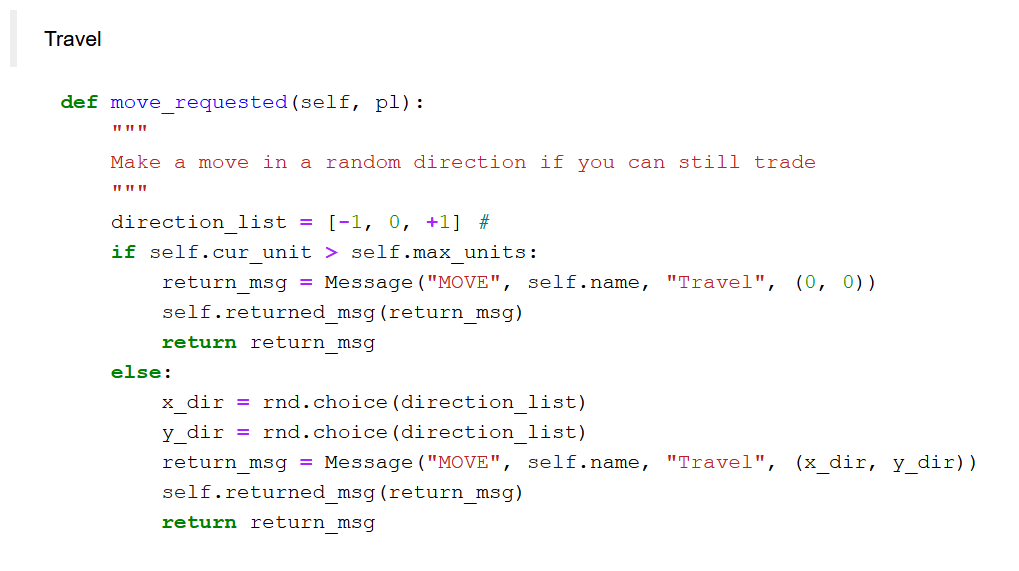 Travel
def move_requested(self, pl):
    """
    Make a move in a random direction if you can still trade
    """
    direction_list = [-1, 0, +1] #
    if self.cur_unit > self.max_units:
        return_msg = Message("MOVE", self.name, "Travel", (0, 0))
        self.returned_msg(return_msg)
        return return_msg
    else:
        x_dir = rnd.choice(direction_list)
        y_dir = rnd.choice(direction_list)
        return_msg = Message("MOVE", self.name, "Travel", (x_dir, y_dir))
        self.returned_msg(return_msg)
        return return_msg